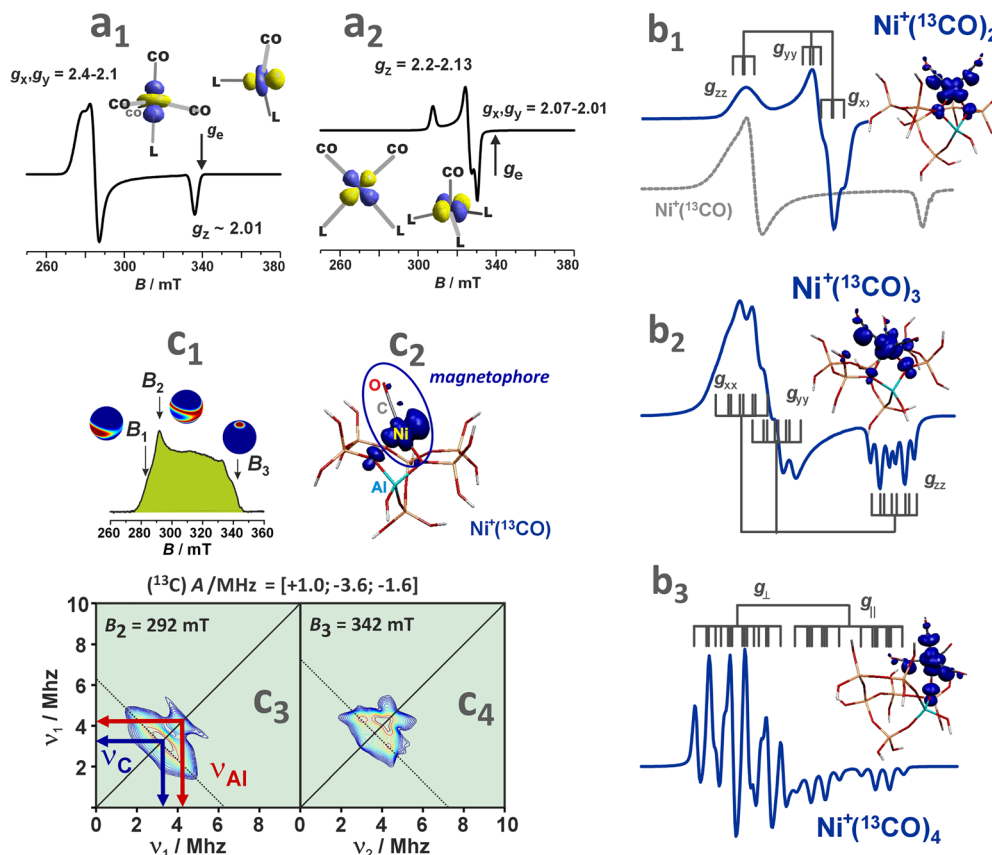 a1
gx,gy = 2.4-2.1
CO
CO
CO
CO
L
L
CO
L
ge
gz ~ 2.01
260 300 340 380
B / mT
a2
gz = 2.2-2.13
gx,gy = 2.07-2.01
ge
CO
CO
L
L
CO
L
L
L
260 300 340 380
B / mT
b1
Ni+(13CO)2
gzz
gyy
gxx
Ni+(13CO)
b2
Ni+(13CO)3
gxx
gyy
gzz
b3
g⊥
g||
Ni+(13CO)4
c1
B2
B1
B3
260 280 300 320 340 360
B / mT
c2
magnetophore
O
C
Ni
Al
Ni+(13CO)
(13C) A /MHz = [+1.0; -3.6; -1.6]
B2 = 292 mT
c3
νC
νAl
ν1 / Mhz
10
8
6
4
2
0 2 4 6 8
ν1 / Mhz
B3 = 342 mT
c4
0 2 4 6 8 10
ν2 / Mhz